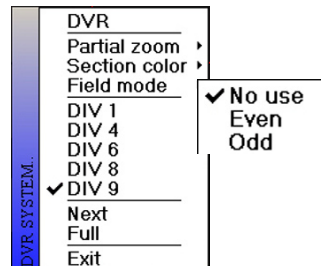 DVR
Partial zoom
Section color
Field mode
DIV 1
DIV 4
DIV 6
DIV 8
DIV 9
Next
Full
Exit
No use
Even
Odd
DVR SYSTEM..